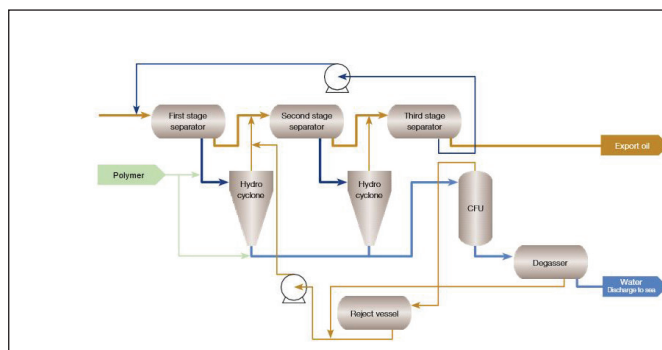 First stage
separator
Second stage
separator
Third stage
separator
Export oil
Polymer
Hydro
cyclone
Hydro
cyclone
CFU
Degasser
Water
Discharge to sea
Reject vessel